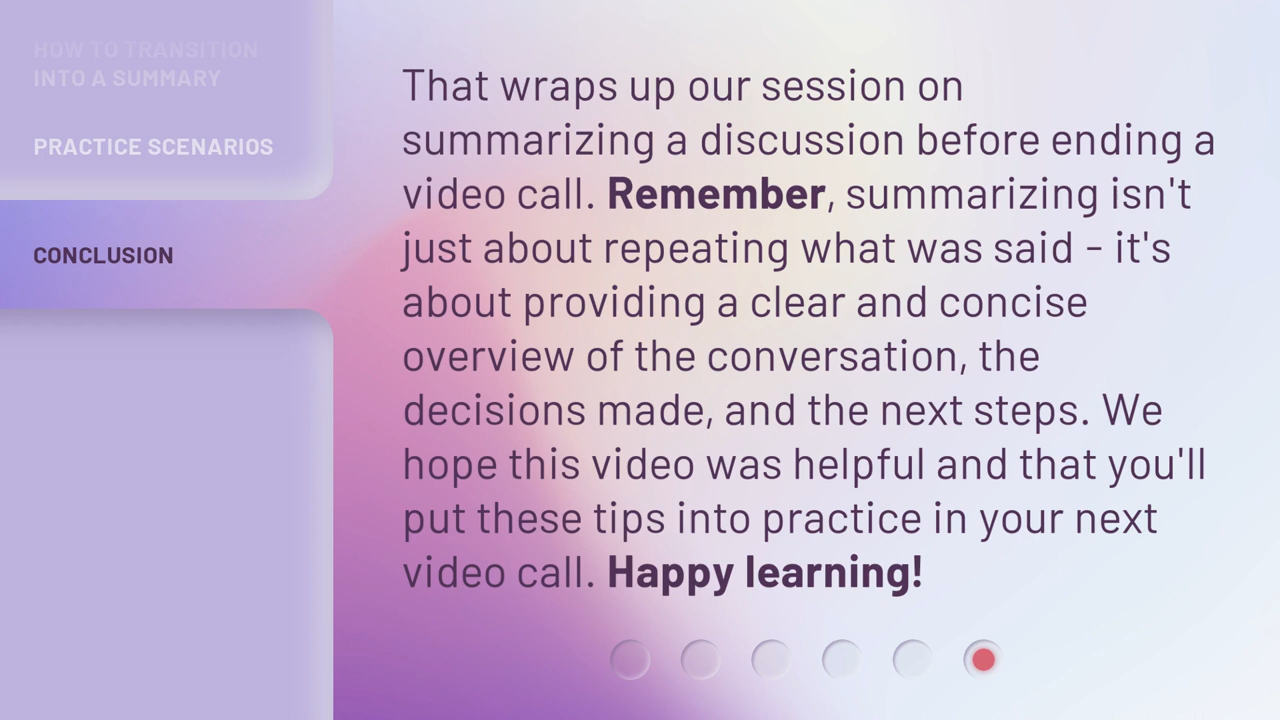 HOW TO TRANSITION
INTO A SUMMARY
PRACTICE SCENARIOS
CONCLUSION
That wraps up our session on
summarizing a discussion before ending a
video call. Remember, summarizing isn't
just about repeating what was said - it's
about providing a clear and concise
overview of the conversation, the
decisions made, and the next steps. We
hope this video was helpful and that you'll
put these tips into practice in your next
video call. Happy learning!